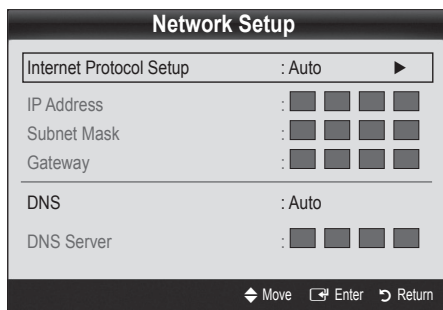 Network Setup
Internet Protocol Setup : Auto ►
IP Address :
Subnet Mask :
Gateway :
DNS : Auto
DNS Server :
Move Enter Return